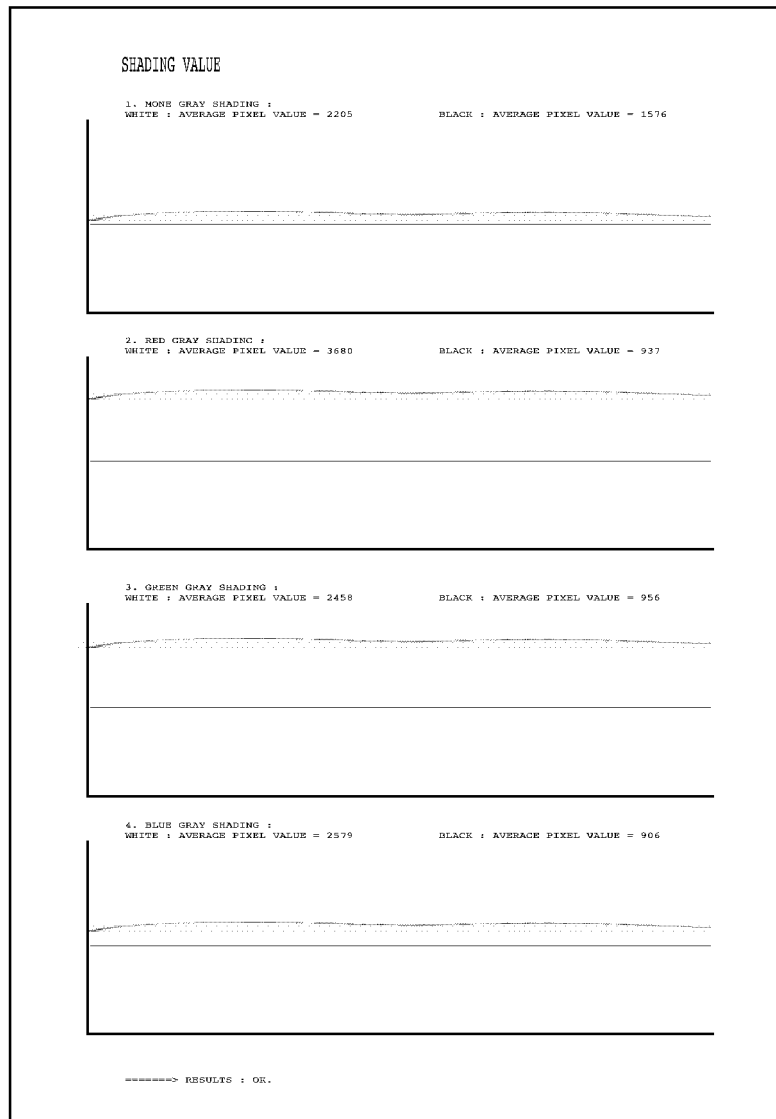 SHADING VALUE
1. MONE GRAY SHADING :
WHITE : AVERAGE PIXEL VALUE = 2205 BLACK : AVERAGE PIXEL VALUE = 1576
2. RED GRAY SHADING :
WHITE : AVERAGE PIXEL VALUE = 3680 BLACK : AVERAGE PIXEL VALUE = 937
3. GREEN GRAY SHADING :
WHITE : AVERAGE PIXEL VALUE = 2458 BLACK : AVERAGE PIXEL VALUE = 956
4. BLUE GRAY SHADING :
WHITE : AVERAGE PIXEL VALUE = 2579 BLACK : AVERAGE PIXEL VALUE = 906
=======> RESULTS : OK.